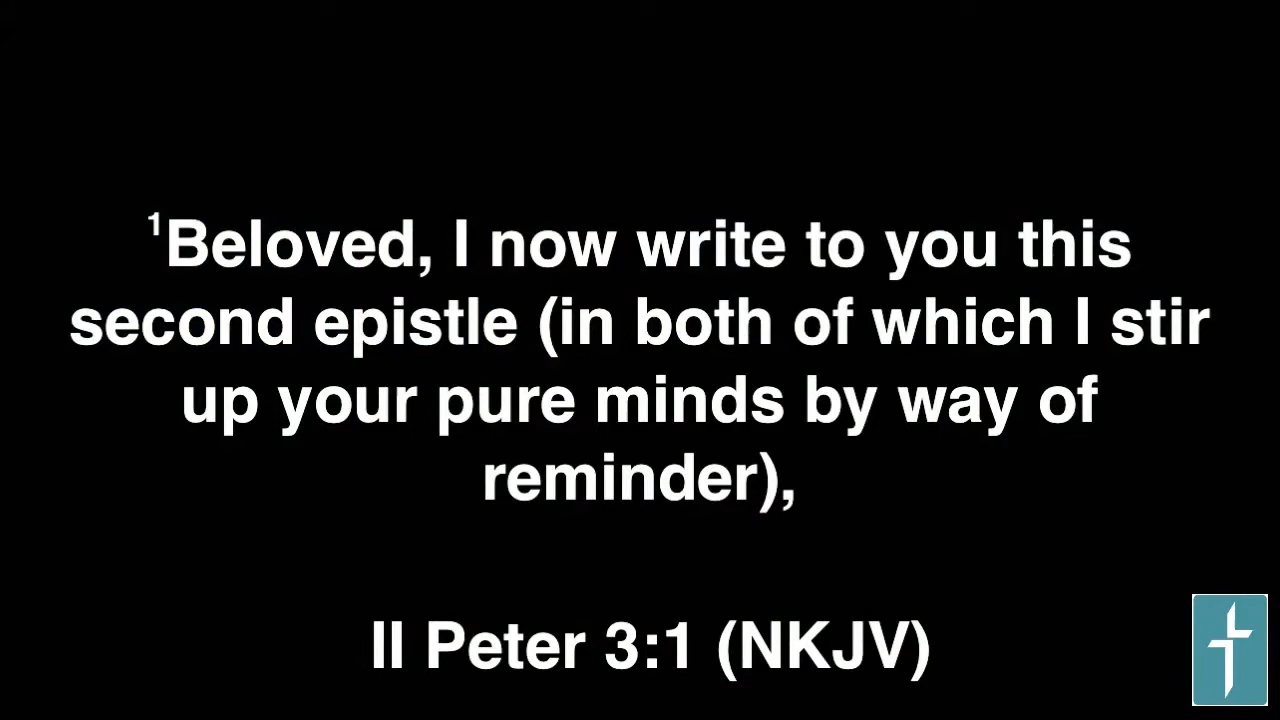 ¹Beloved, I now write to you this
second epistle (in both of which I stir
up your pure minds by way of
reminder),
II Peter 3:1 (NKJV)